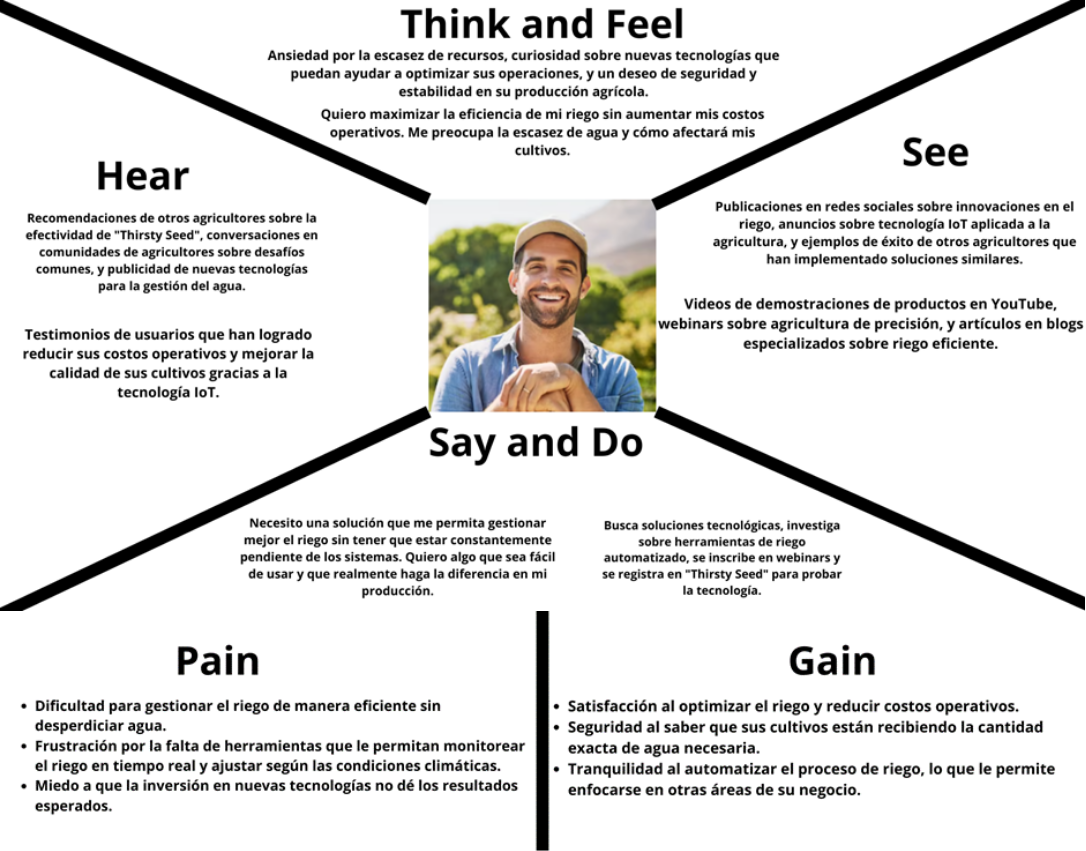 Think and Feel
Ansiedad por la escasez de recursos, curiosidad sobre nuevas tecnologías que
puedan ayudar a optimizar sus operaciones, y un deseo de seguridad y
estabilidad en su producción agrícola.
Quiero maximizar la eficiencia de mi riego sin aumentar mis costos
operativos. Me preocupa la escasez de agua y cómo afectará mis
cultivos.
Hear
Recomendaciones de otros agricultores sobre la
efectividad de "Thirsty Seed", conversaciones en
comunidades de agricultores sobre desafíos
comunes, y publicidad de nuevas tecnologías
para la gestión del agua.
Testimonios de usuarios que han logrado
reducir sus costos operativos y mejorar la
calidad de sus cultivos gracias a la
tecnología IoT.
See
Publicaciones en redes sociales sobre innovaciones en el
riego, anuncios sobre tecnología IoT aplicada a la
agricultura, y ejemplos de éxito de otros agricultores que
han implementado soluciones similares.
Videos de demostraciones de productos en YouTube,
webinars sobre agricultura de precisión, y artículos en blogs
especializados sobre riego eficiente.
Say and Do
Necesito una solución que me permita gestionar
mejor el riego sin tener que estar constantemente
pendiente de los sistemas. Quiero algo que sea fácil
de usar y que realmente haga la diferencia en mi
producción.
Busca soluciones tecnológicas, investiga
sobre herramientas de riego
automatizado, se inscribe en webinars y
se registra en "Thirsty Seed" para probar
la tecnología.
Pain
• Dificultad para gestionar el riego de manera eficiente sin
desperdiciar agua.
• Frustración por la falta de herramientas que le permitan monitorear
el riego en tiempo real y ajustar según las condiciones climáticas.
• Miedo a que la inversión en nuevas tecnologías no dé los resultados
esperados.
Gain
• Satisfacción al optimizar el riego y reducir costos operativos.
• Seguridad al saber que sus cultivos están recibiendo la cantidad
exacta de agua necesaria.
• Tranquilidad al automatizar el proceso de riego, lo que le permite
enfocarse en otras áreas de su negocio.